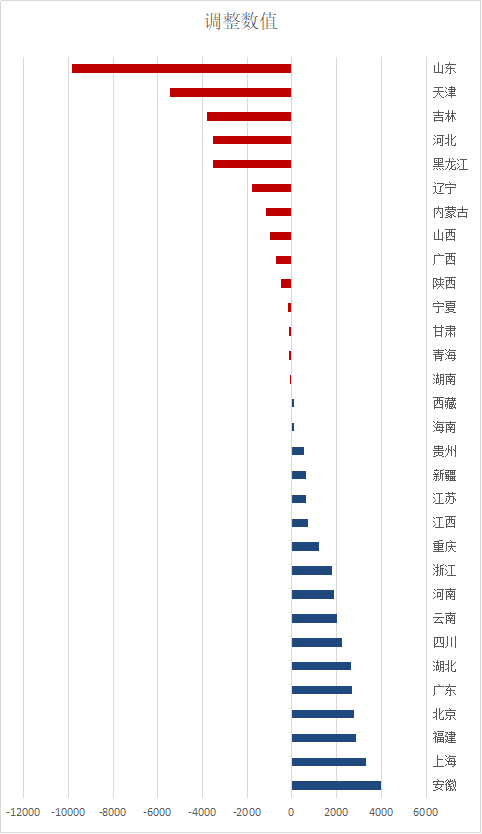 调整数值
山东
天津
吉林
河北
黑龙江
辽宁
内蒙古
山西
广西
陕西
宁夏
甘肃
青海
湖南
西藏
海南
贵州
新疆
江苏
江西
重庆
浙江
河南
云南
四川
湖北
广东
北京
福建
上海
安徽
-12000 -10000 -8000 -6000 -4000 -2000 0 2000 4000 6000